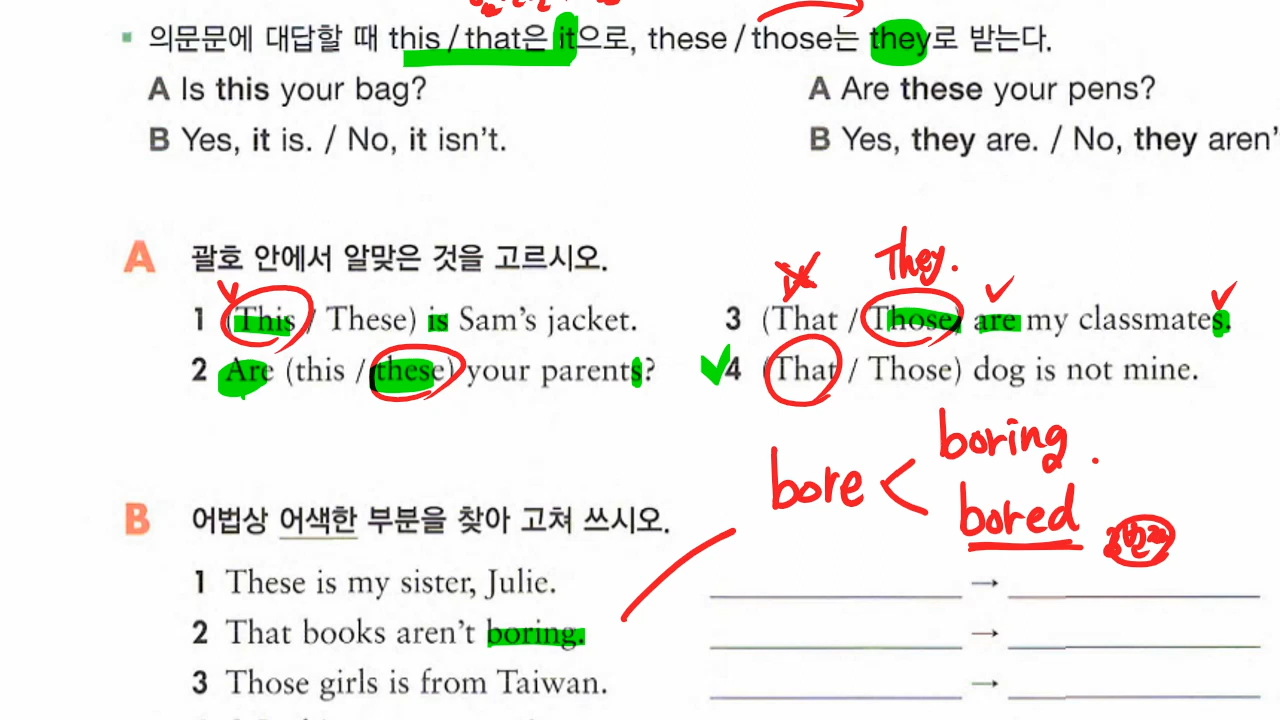 의문문에 대답할 때 this / that은 it으로, these / those는 they로 받는다.
A Is this your bag?
B Yes, it is. / No, it isn't.
A Are these your pens?
B Yes, they are. / No, they aren'
A 괄호 안에서 알맞은 것을 고르시오.
1 (This / These) is Sam's jacket.
2 Are (this / these) your parents?
They.
3 (That / Those) are my classmates.
4 (That / Those) dog is not mine.
bore < boring.
bored
B 어법상 어색한 부분을 찾아 고쳐 쓰시오.
1 These is my sister, Julie. →
2 That books aren't boring. →
3 Those girls is from Taiwan. →